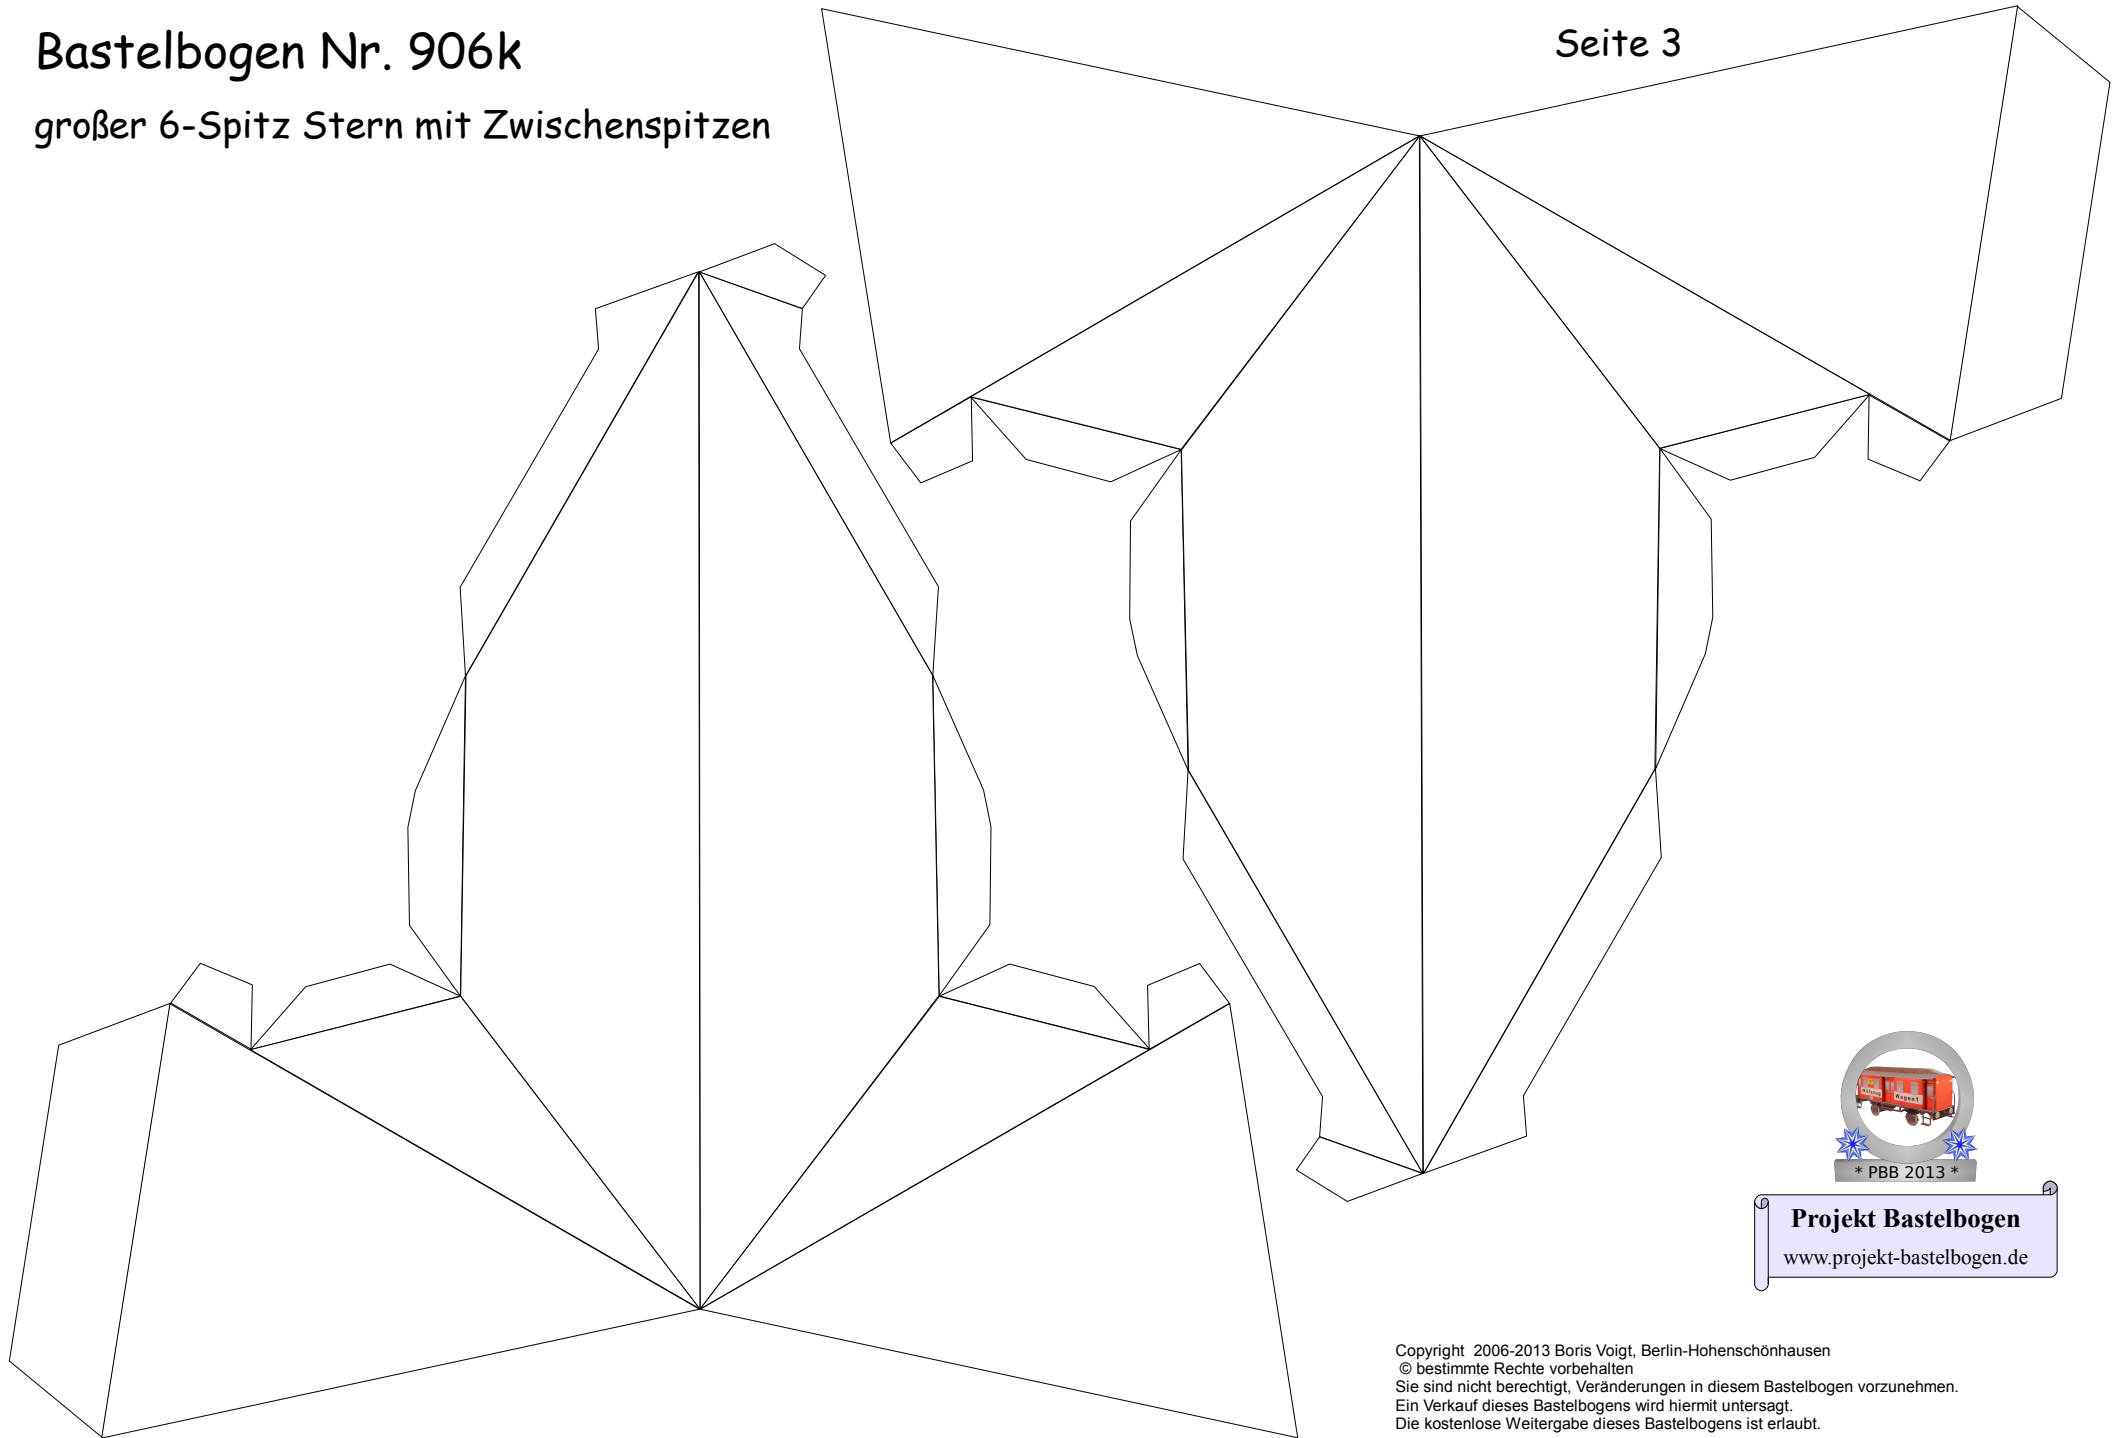 Bastelbogen Nr. 906k
Seite 3
großer 6-Spitz Stern mit Zwischenspitzen
Wagen 1
* PBB 2013 *
Projekt Bastelbogen
www.projekt-bastelbogen.de
Copyright 2006-2013 Boris Voigt, Berlin-Hohenschönhausen
© bestimmte Rechte vorbehalten
Sie sind nicht berechtigt, Veränderungen in diesem Bastelbogen vorzunehmen.
Ein Verkauf dieses Bastelbogens wird hiermit untersagt.
Die kostenlose Weitergabe dieses Bastelbogens ist erlaubt.